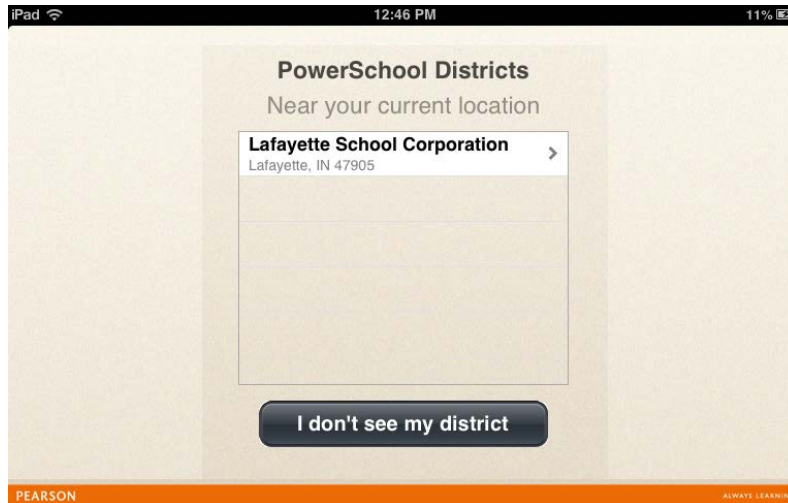 iPad 12:46 PM 11%
PowerSchool Districts
Near your current location
Lafayette School Corporation
Lafayette, IN 47905
I don't see my district
PEARSON ALWAYS LEARNIN